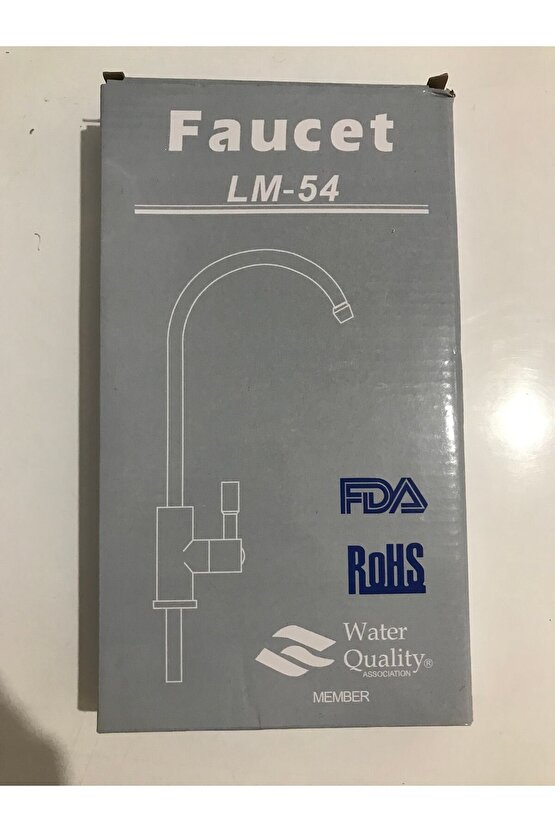 Faucet
LM-54
FDA
RoHS
Water
Quality®
ASSOCIATION
MEMBER